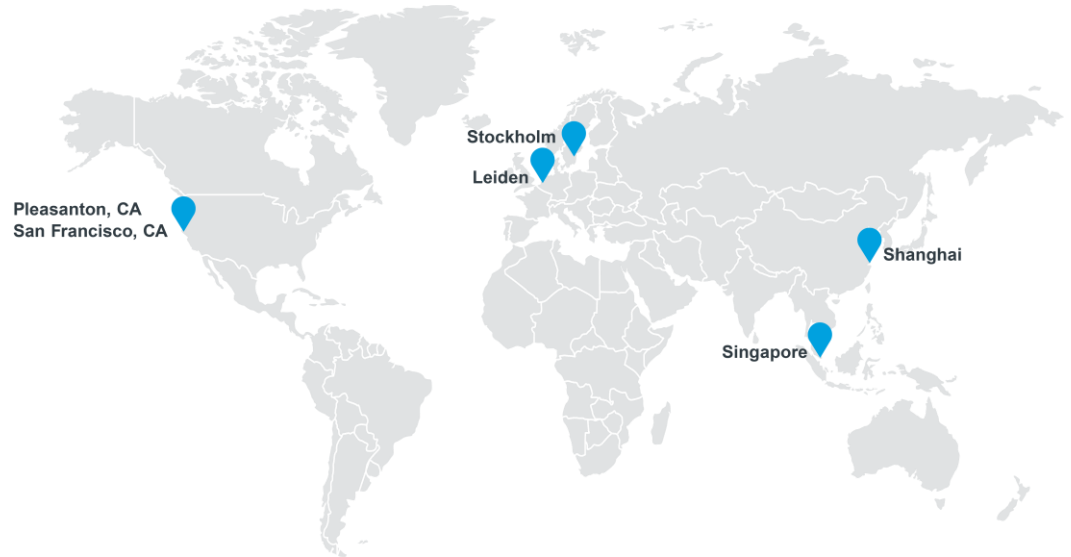 Stockholm
Leiden
Pleasanton, CA
San Francisco, CA
Shanghai
Singapore